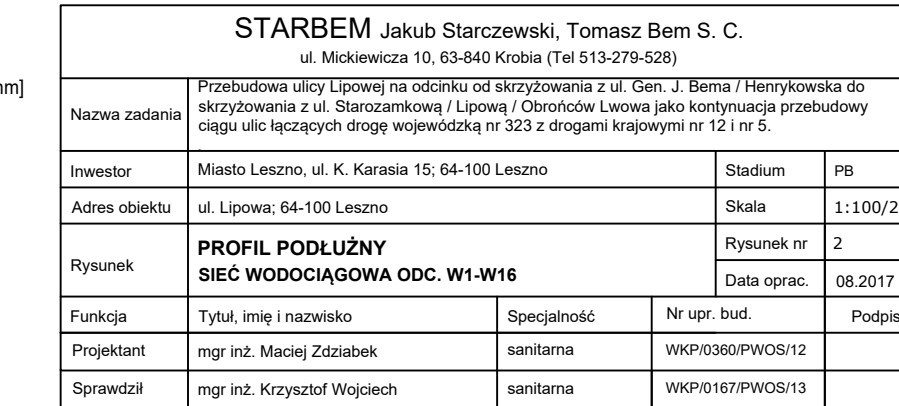 STARBEM Jakub Starczewski, Tomasz Bem S. C.
ul. Mickiewicza 10, 63-840 Krobia (Tel 513-279-528)
Nazwa zadania
Przebudowa ulicy Lipowej na odcinku od skrzyżowania z ul. Gen. J. Bema / Henrykowska do
skrzyżowania z ul. Starozamkową / Lipową / Obrońców Lwowa jako kontynuacja przebudowy
ciągu ulic łączących drogę wojewódzką nr 323 z drogami krajowymi nr 12 i nr 5.
Inwestor Miasto Leszno, ul. K. Karasia 15; 64-100 Leszno Stadium PB
Adres obiektu ul. Lipowa; 64-100 Leszno Skala 1:100/2
Rysunek
PROFIL PODŁUŻNY
SIEĆ WODOCIĄGOWA ODC. W1-W16
Rysunek nr 2
Data oprac. 08.2017
Funkcja Tytuł, imię i nazwisko Specjalność Nr upr. bud. Podpis
Projektant mgr inż. Maciej Zdziabek sanitarna WKP/0360/PWOS/12
Sprawdził mgr inż. Krzysztof Wojciech sanitarna WKP/0167/PWOS/13